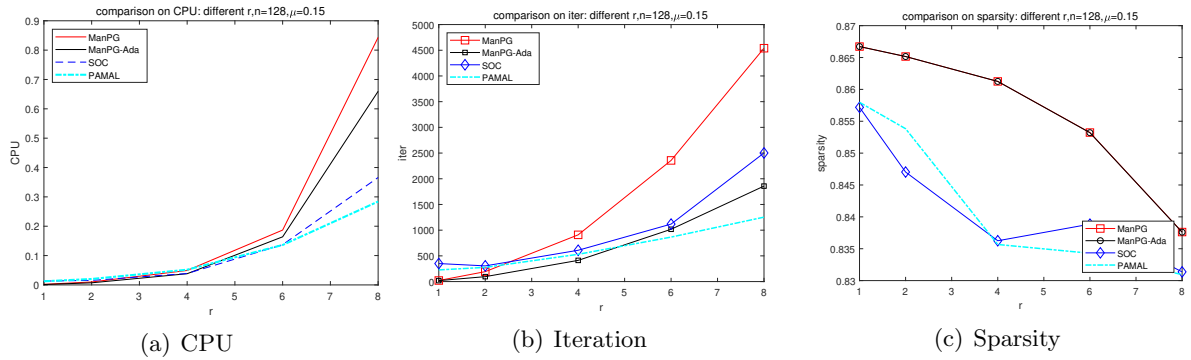 comparison on CPU: different r,n=128,μ=0.15
0.9
0.8
0.7
0.6
0.5
0.4
0.3
0.2
0.1
0
CPU
ManPG
ManPG-Ada
SOC
PAMAL
1 2 3 4 5 6 7 8
r
(a) CPU
comparison on iter: different r,n=128,μ=0.15
5000
4500
4000
3500
3000
2500
2000
1500
1000
500
0
iter
ManPG
ManPG-Ada
SOC
PAMAL
1 2 3 4 5 6 7 8
r
(b) Iteration
comparison on sparsity: different r,n=128,μ=0.15
0.87
0.865
0.86
0.855
0.85
0.845
0.84
0.835
0.83
sparsity
ManPG
ManPG-Ada
SOC
PAMAL
1 2 3 4 5 6 7 8
r
(c) Sparsity